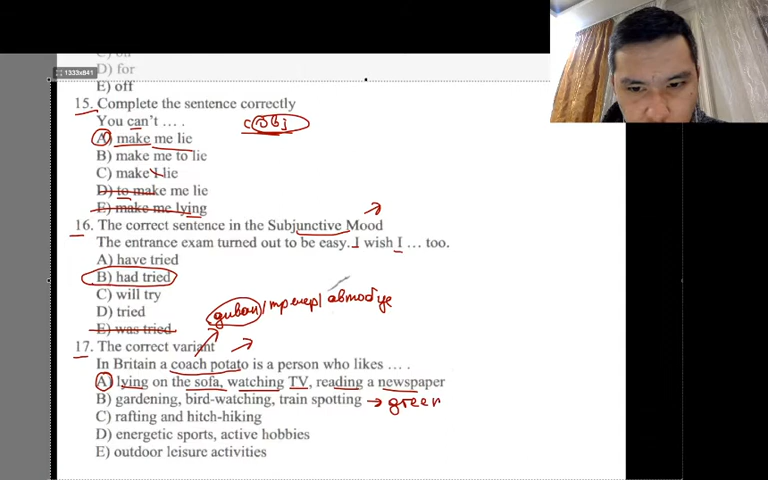 C) on
D) for
1333x841
E) off
15. Complete the sentence correctly
You can't ... .
c obj
A) make me lie
B) make me to lie
C) make I lie
D) to make me lie
E) make me lying
16. The correct sentence in the Subjunctive Mood
The entrance exam turned out to be easy. I wish I ... too.
A) have tried
B) had tried
C) will try
D) tried
диван/тренер/автобус
E) was tried
17. The correct variant
In Britain a coach potato is a person who likes ... .
A) lying on the sofa, watching TV, reading a newspaper
B) gardening, bird-watching, train spotting → green
C) rafting and hitch-hiking
D) energetic sports, active hobbies
E) outdoor leisure activities